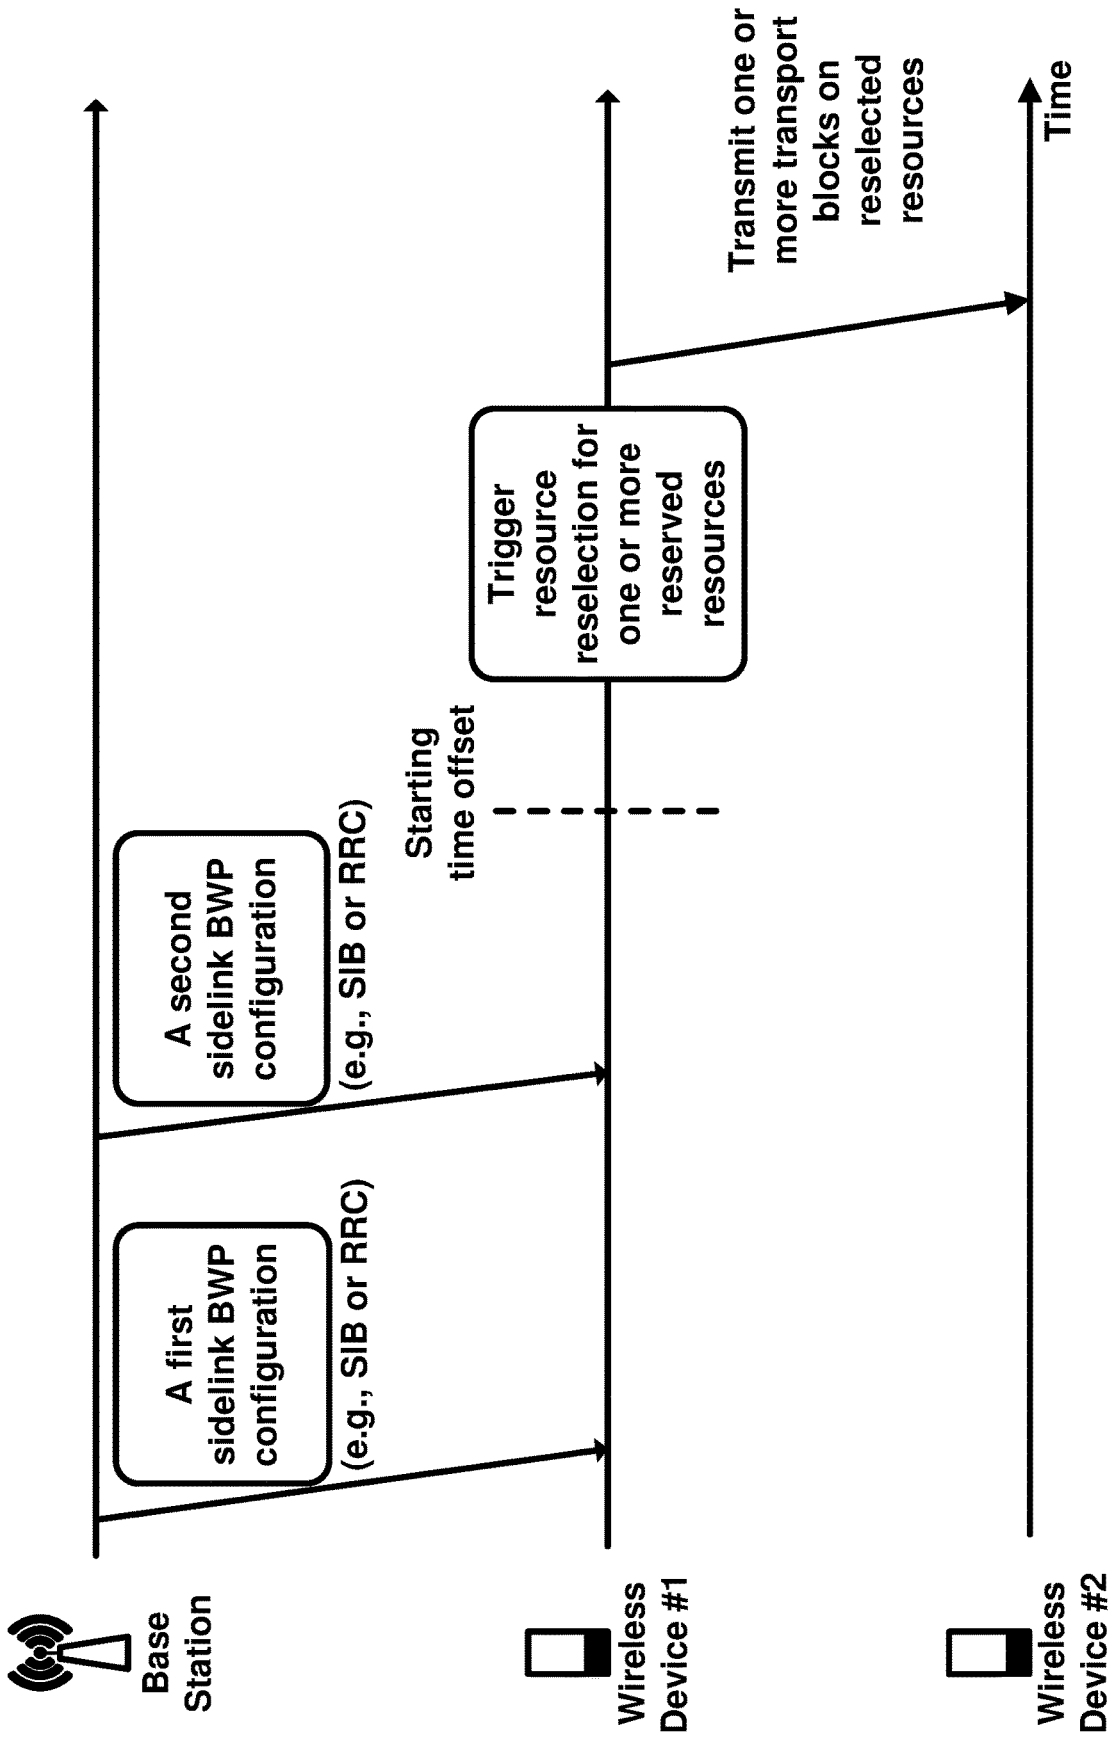 Base
Station
A first
sidelink BWP
configuration
(e.g., SIB or RRC)
A second
sidelink BWP
configuration
(e.g., SIB or RRC)
Wireless
Device #1
Starting
time offset
Trigger
resource
reselection for
one or more
reserved
resources
Transmit one or
more transport
blocks on
reselected
resources
Wireless
Device #2
Time